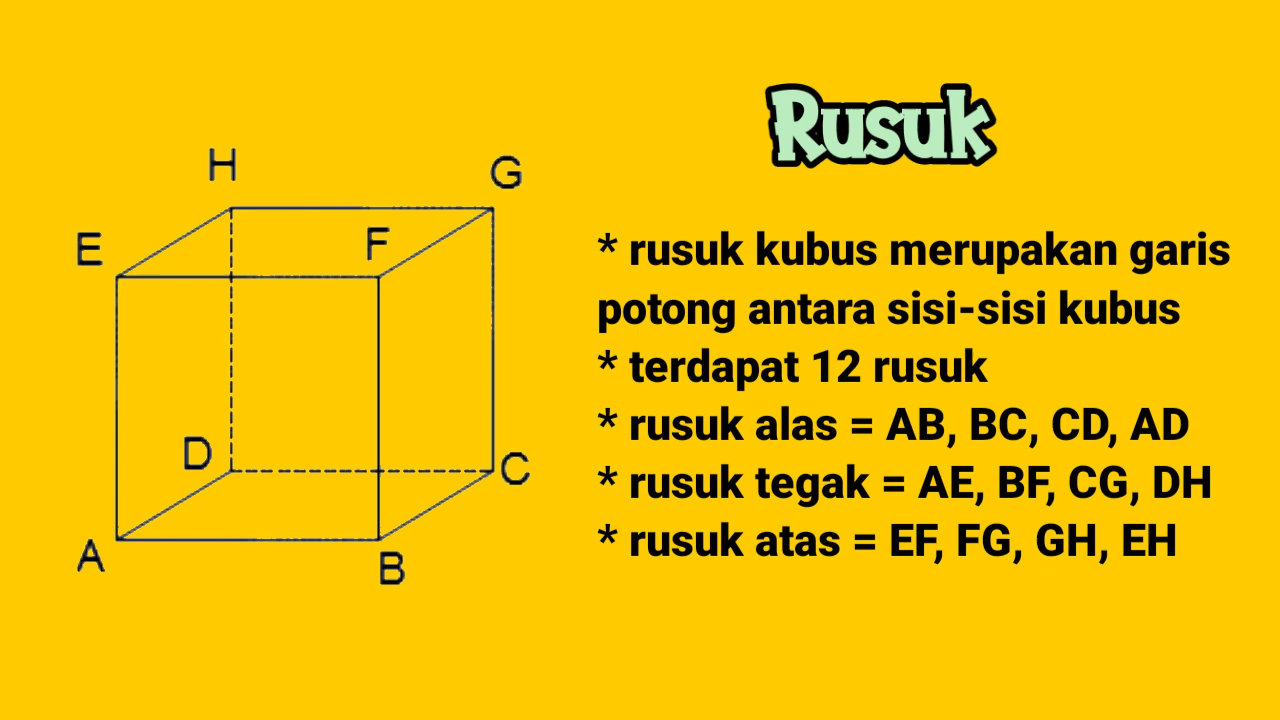 Rusuk
H
G
E
F
D
C
A
B
* rusuk kubus merupakan garis
potong antara sisi-sisi kubus
* terdapat 12 rusuk
* rusuk alas = AB, BC, CD, AD
* rusuk tegak = AE, BF, CG, DH
* rusuk atas = EF, FG, GH, EH